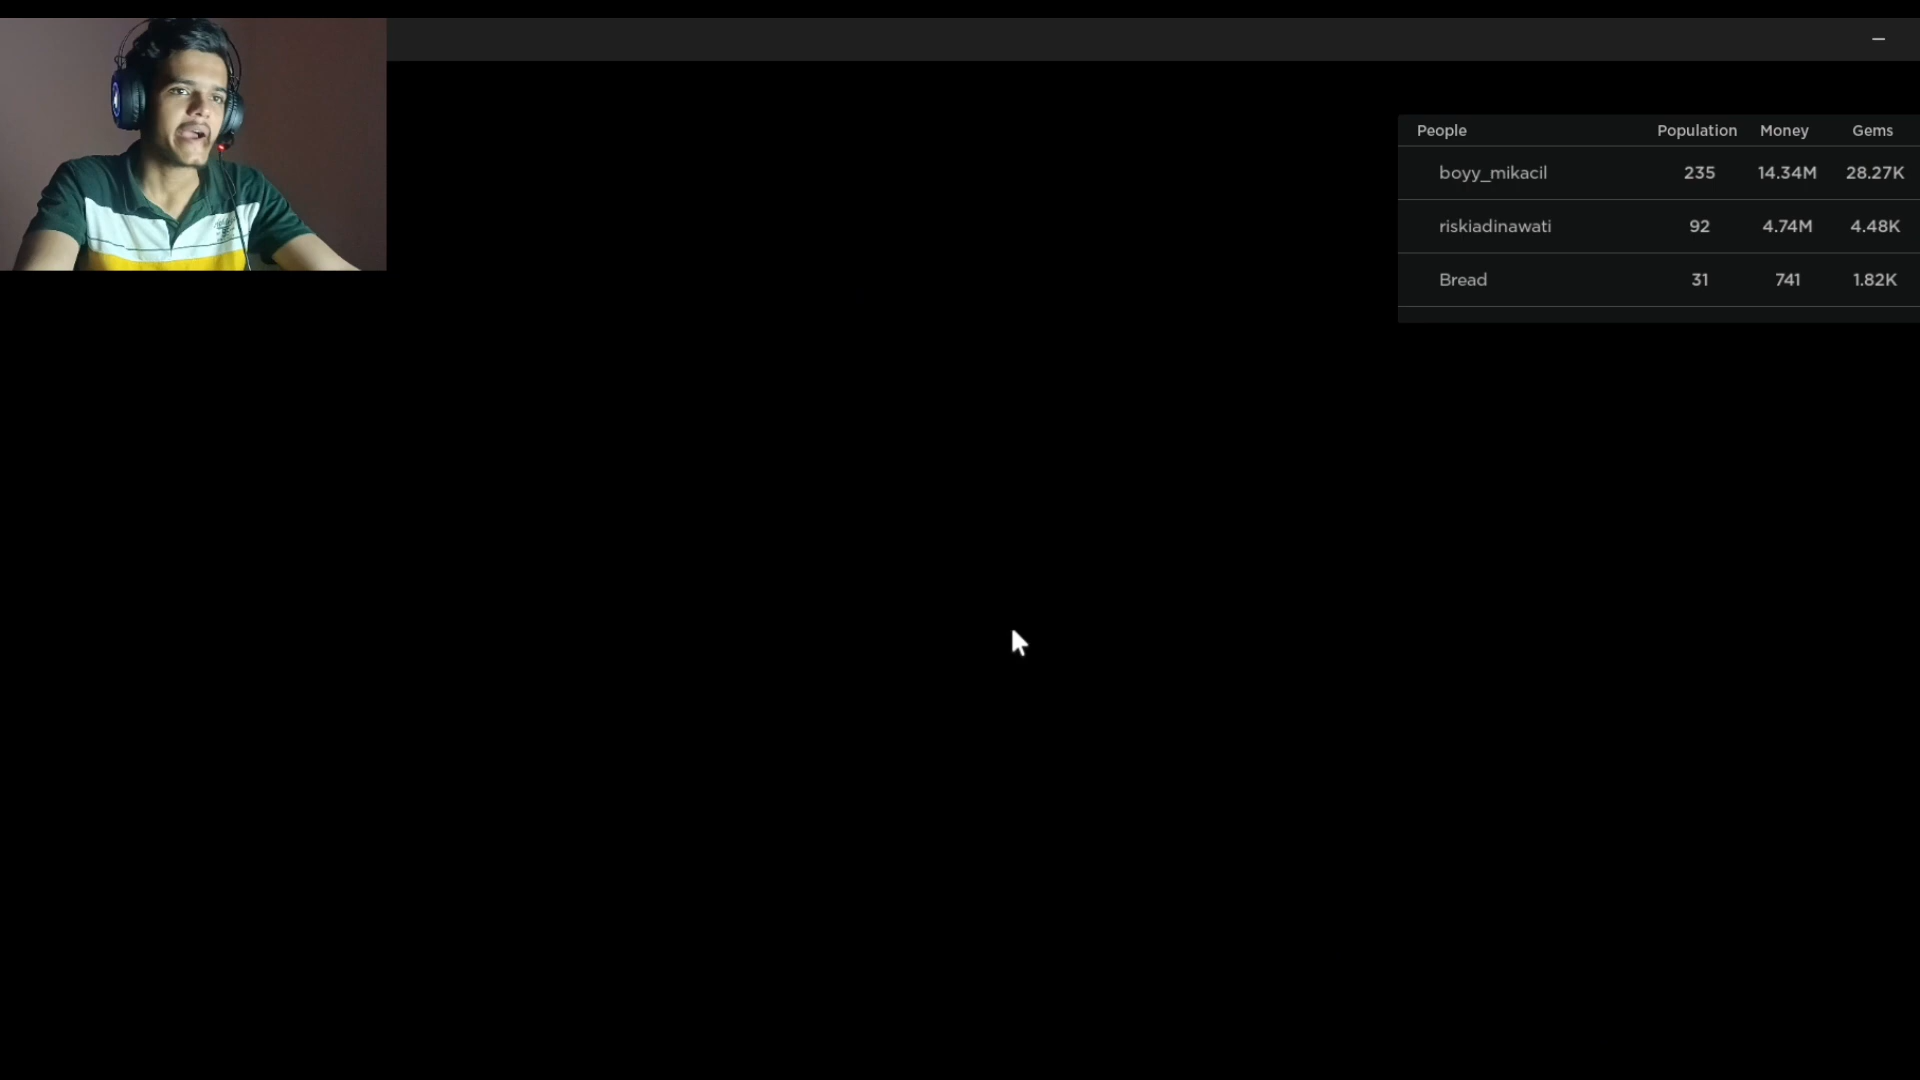 People Population Money Gems
boyy_mikacil 235 14.34M 28.27K
riskiadinawati 92 4.74M 4.48K
Bread 31 741 1.82K